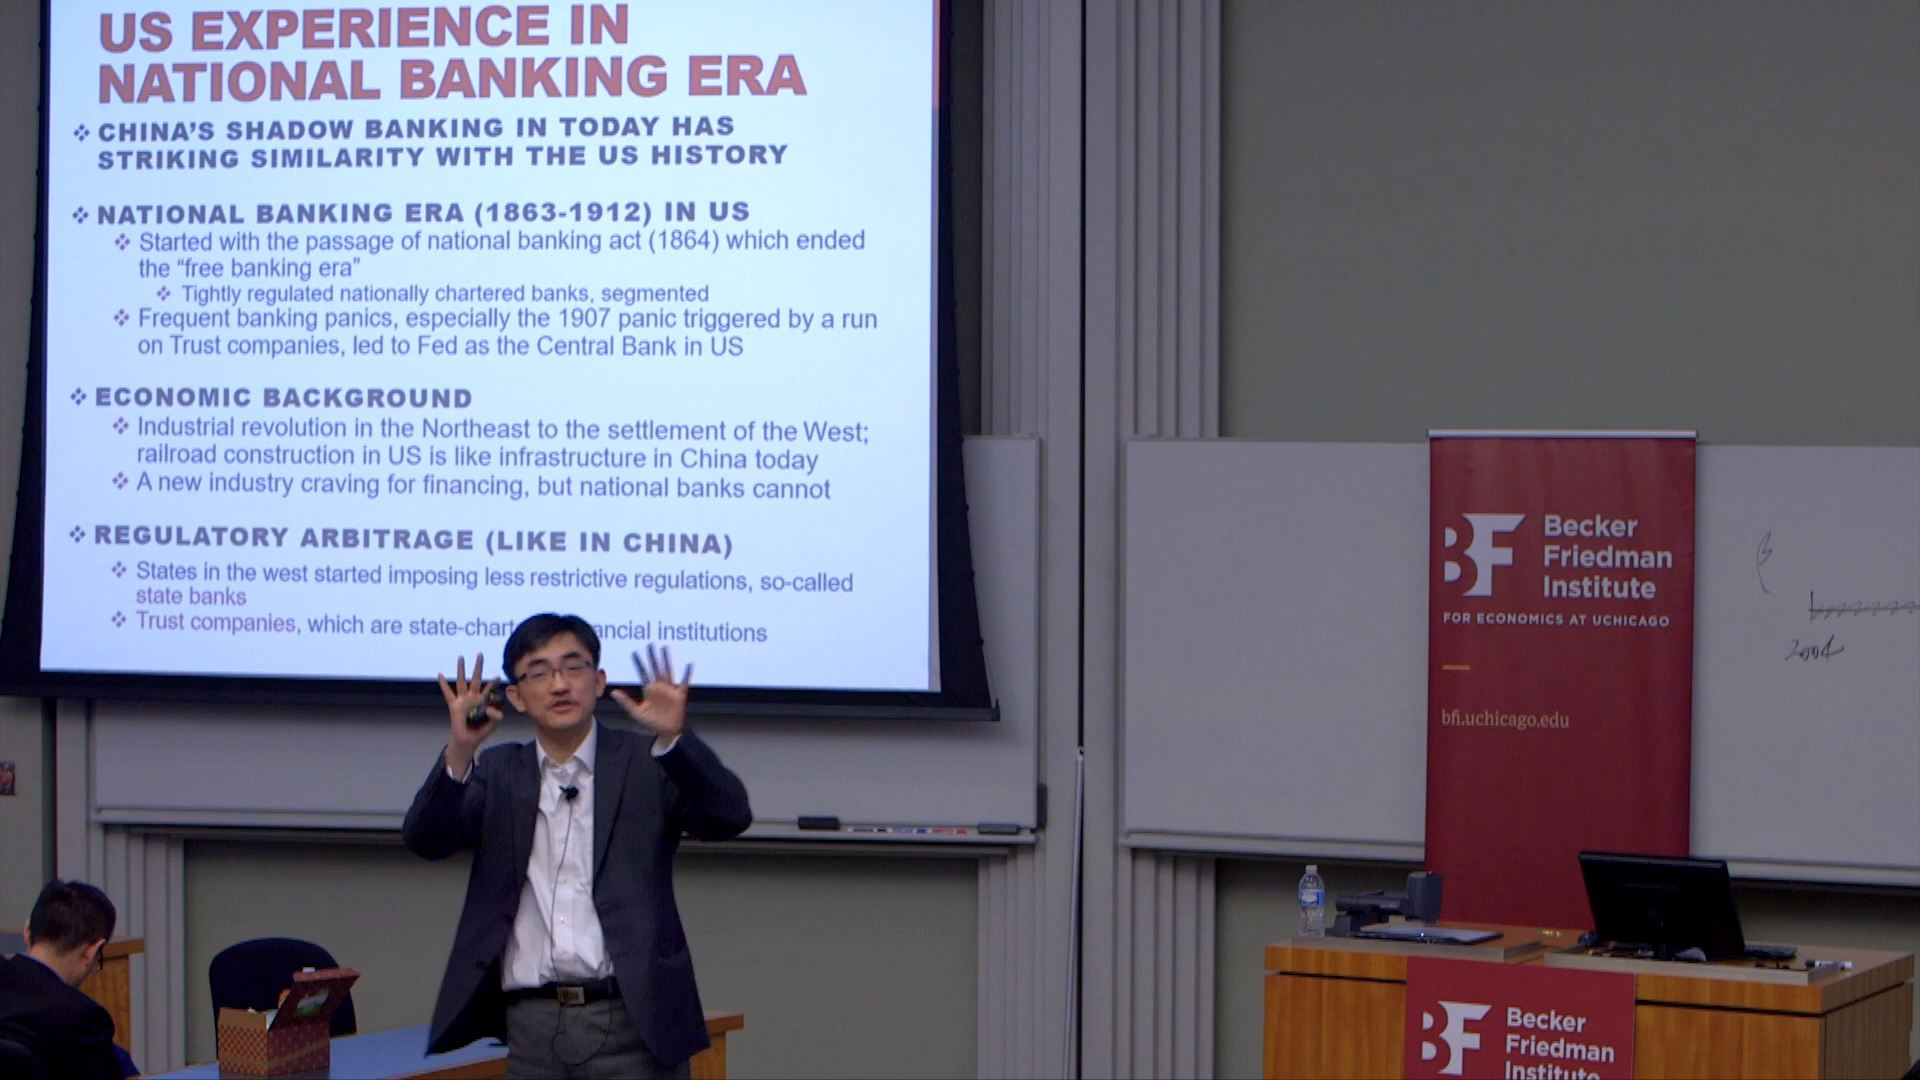 US EXPERIENCE IN
NATIONAL BANKING ERA
CHINA'S SHADOW BANKING IN TODAY HAS
STRIKING SIMILARITY WITH THE US HISTORY
NATIONAL BANKING ERA (1863-1912) IN US
Started with the passage of national banking act (1864) which ended
the “free banking era”
Tightly regulated nationally chartered banks, segmented
Frequent banking panics, especially the 1907 panic triggered by a run
on Trust companies, led to Fed as the Central Bank in US
ECONOMIC BACKGROUND
Industrial revolution in the Northeast to the settlement of the West;
railroad construction in US is like infrastructure in China today
A new industry craving for financing, but national banks cannot
REGULATORY ARBITRAGE (LIKE IN CHINA)
States in the west started imposing less restrictive regulations, so-called
state banks
Trust companies, which are state-chart ancial institutions
BF
Becker
Friedman
Institute
FOR ECONOMICS AT UCHICAGO
bfi.uchicago.edu
2004
BF
Becker
Friedman
Institute